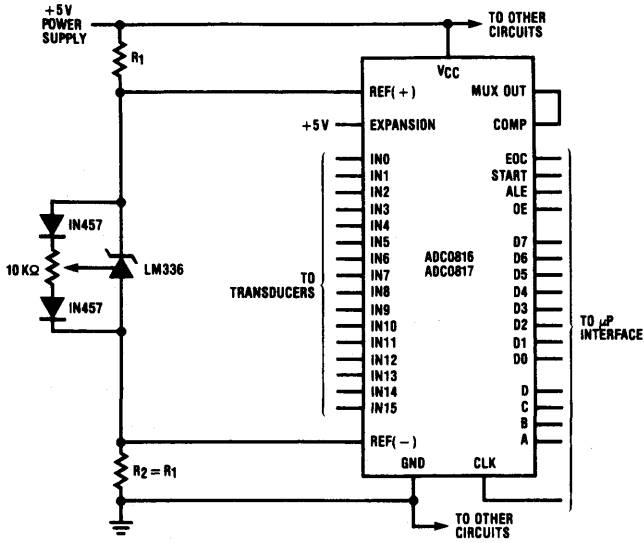 +5V
POWER
SUPPLY
TO OTHER
CIRCUITS
R1
VCC
REF(+)
MUX OUT
+5V
EXPANSION
COMP
IN0
EOC
IN1
START
IN2
ALE
IN3
OE
IN4
IN5
D7
IN6
D6
IN7
D5
IN8
D4
IN9
D3
IN10
D2
IN11
D1
IN12
D0
IN13
IN14
D
IN15
C
B
REF(−)
A
ADC0816
ADC0817
TO
TRANSDUCERS
TO μP
INTERFACE
IN457
10KΩ
LM336
IN457
R2=R1
GND
CLK
TO OTHER
CIRCUITS